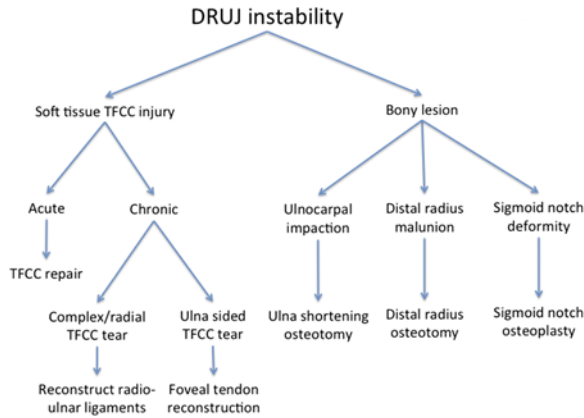 DRUJ instability
Soft tissue TFCC injury
Bony lesion
Acute
Chronic
Ulnocarpal
impaction
Distal radius
malunion
Sigmoid notch
deformity
TFCC repair
Complex/radial
TFCC tear
Ulna sided
TFCC tear
Ulna shortening
osteotomy
Distal radius
osteotomy
Sigmoid notch
osteoplasty
Reconstruct radio-
ulnar ligaments
Foveal tendon
reconstruction